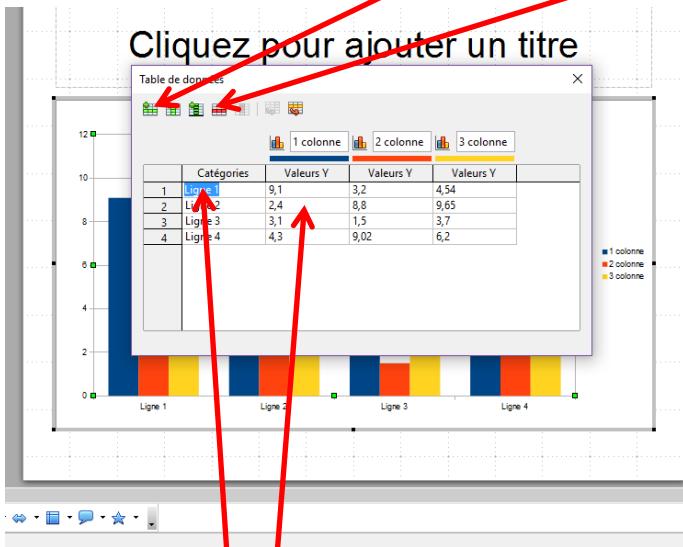 Cliquez pour ajouter un titre
Table de données
1 colonne 2 colonne 3 colonne
Catégories Valeurs Y Valeurs Y Valeurs Y
1 Ligne 1 9,1 3,2 4,54
2 Ligne 2 2,4 8,8 9,65
3 Ligne 3 3,1 1,5 3,7
4 Ligne 4 4,3 9,02 6,2
12
10
8
6
4
2
0
Ligne 1 Ligne 2 Ligne 3 Ligne 4
1 colonne
2 colonne
3 colonne